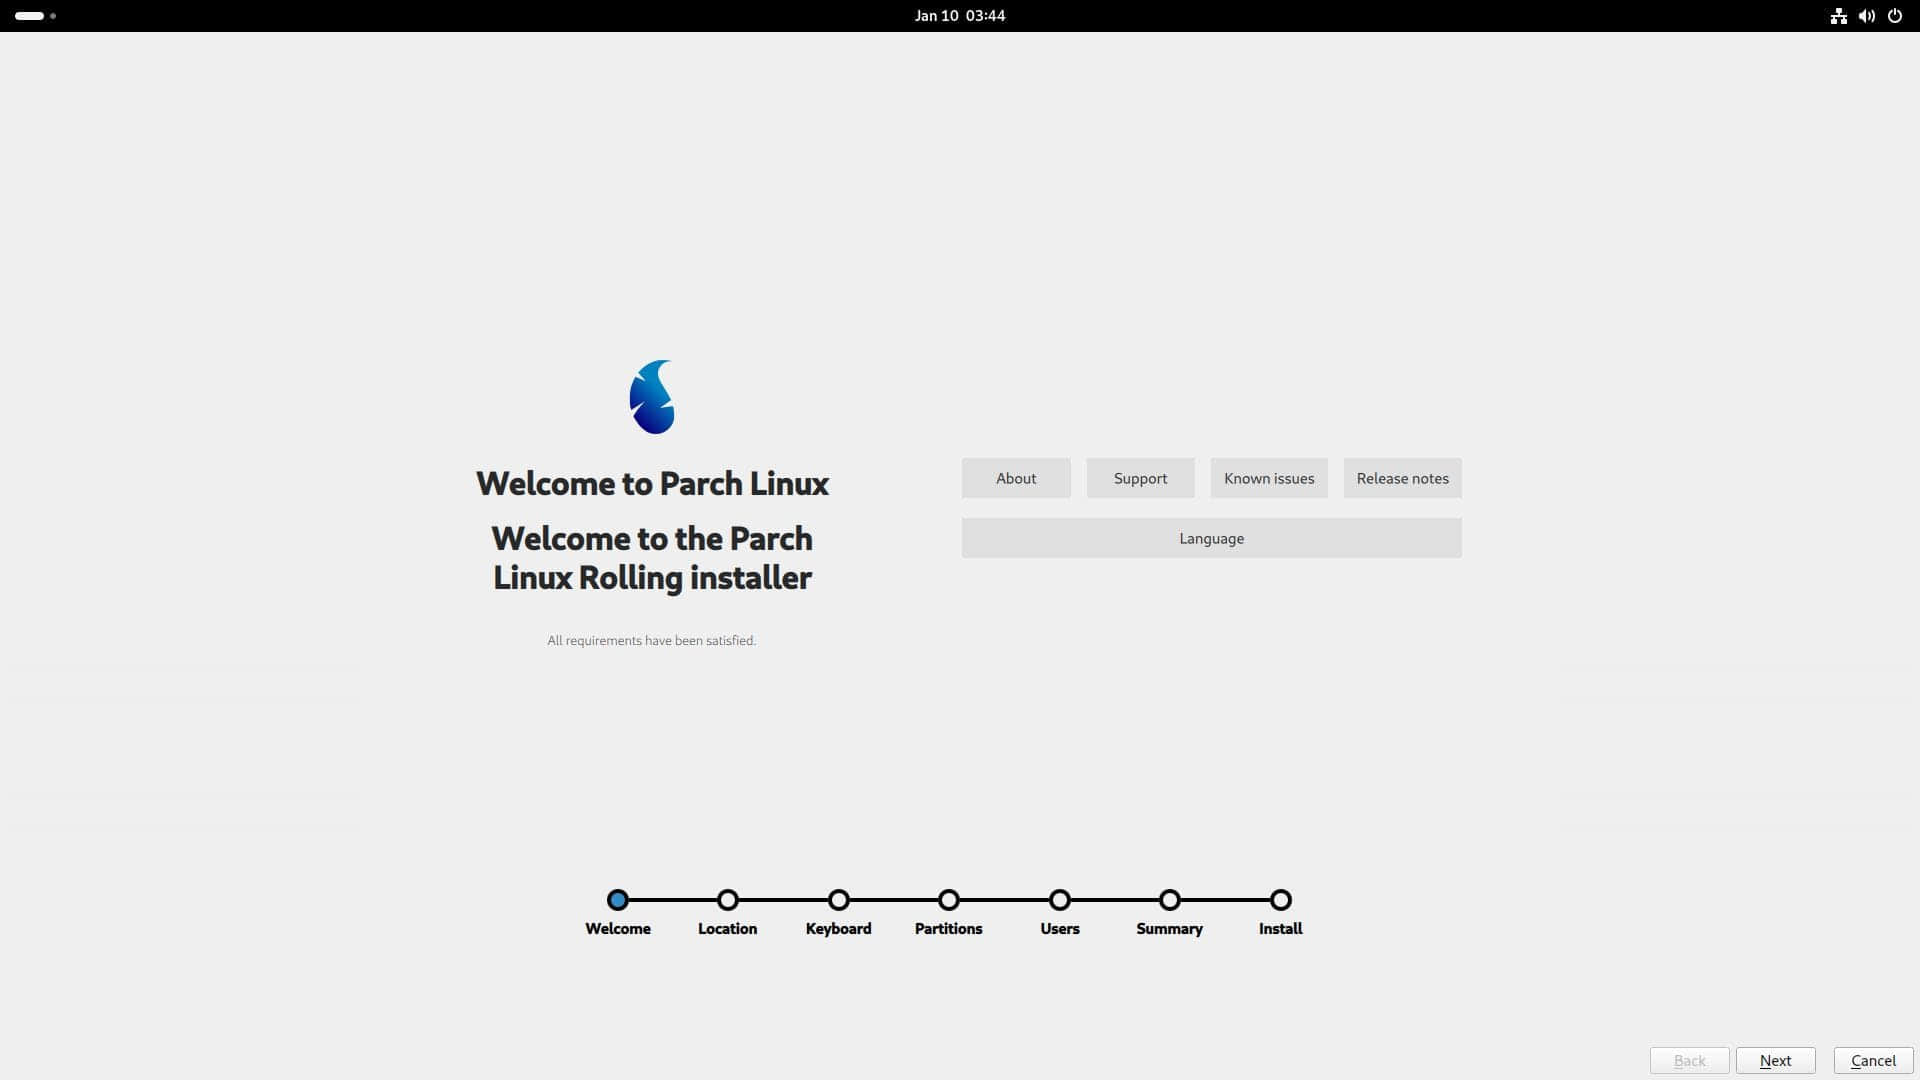 Jan 10 03:44
Welcome to Parch Linux
Welcome to the Parch
Linux Rolling installer
All requirements have been satisfied.
About
Support
Known issues
Release notes
Language
Welcome
Location
Keyboard
Partitions
Users
Summary
Install
Back
Next
Cancel